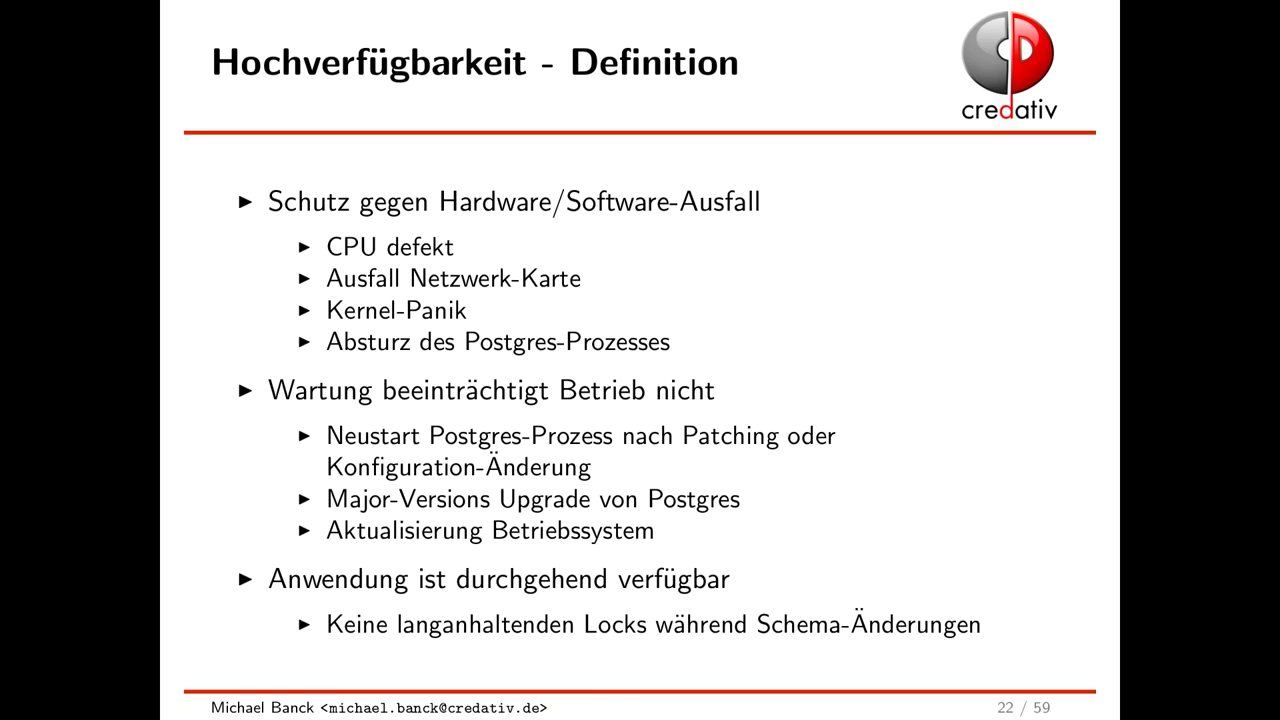 Hochverfügbarkeit - Definition
credativ
► Schutz gegen Hardware/Software-Ausfall
► CPU defekt
► Ausfall Netzwerk-Karte
► Kernel-Panik
► Absturz des Postgres-Prozesses
► Wartung beeinträchtigt Betrieb nicht
► Neustart Postgres-Prozess nach Patching oder
Konfiguration-Änderung
► Major-Versions Upgrade von Postgres
► Aktualisierung Betriebssystem
► Anwendung ist durchgehend verfügbar
► Keine langanhaltenden Locks während Schema-Änderungen
Michael Banck <michael.banck@credativ.de>
22 / 59